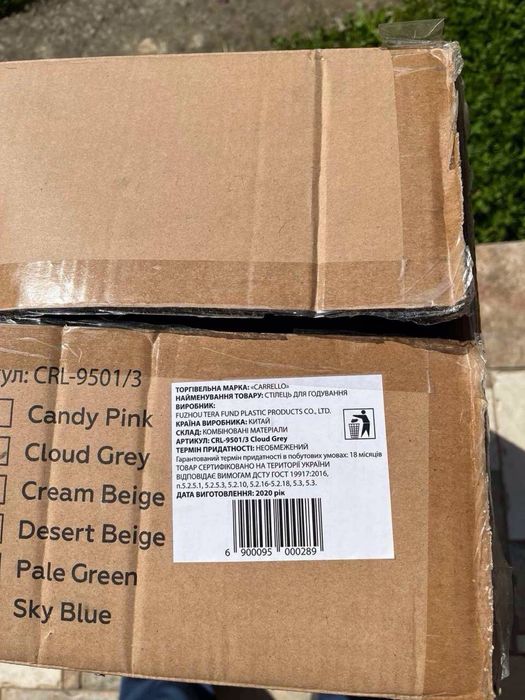 ул: CRL-9501/3
Candy Pink
Cloud Grey
Cream Beige
Desert Beige
Pale Green
Sky Blue
ТОРГІВЕЛЬНА МАРКА: «CARRELLO»
НАЙМЕНУВАННЯ ТОВАРУ: СТІЛЕЦЬ ДЛЯ ГОДУВАННЯ
ВИРОБНИК:
FUZHOU TERA FUND PLASTIC PRODUCTS CO., LTD.
КРАЇНА ВИРОБНИКА: КИТАЙ
СКЛАД: КОМБІНОВАНІ МАТЕРІАЛИ
АРТИКУЛ: CRL-9501/3 Cloud Grey
ТЕРМІН ПРИДАТНОСТІ: НЕОБМЕЖЕНИЙ
Гарантований термін придатності в побутових умовах: 18 місяців
ТОВАР СЕРТИФІКОВАНО НА ТЕРИТОРІЇ УКРАЇНИ
ВІДПОВІДАЄ ВИМОГАМ ДСТУ ГОСТ 19917:2016,
п.5.2.5.1, 5.2.5.3, 5.2.10, 5.2.16-5.2.18, 5.3, 5.3.
ДАТА ВИГОТОВЛЕННЯ: 2020 рік
6 900095 000289